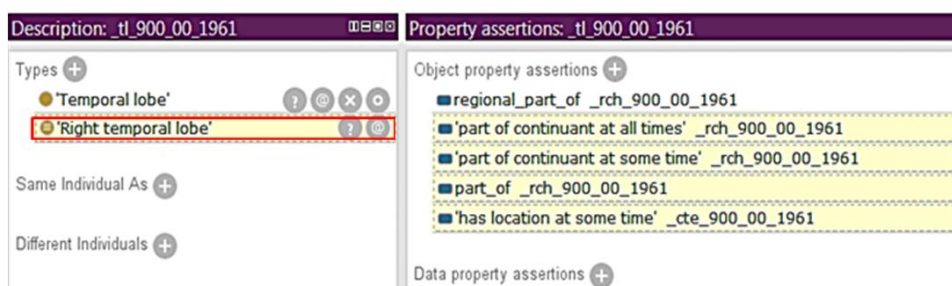 Description: _tl_900_00_1961
Types
'Temporal lobe'
'Right temporal lobe'
Same Individual As
Different Individuals
Property assertions: _tl_900_00_1961
Object property assertions
regional_part_of _rch_900_00_1961
'part of continuant at all times' _rch_900_00_1961
'part of continuant at some time' _rch_900_00_1961
part_of _rch_900_00_1961
'has location at some time' _cte_900_00_1961
Data property assertions